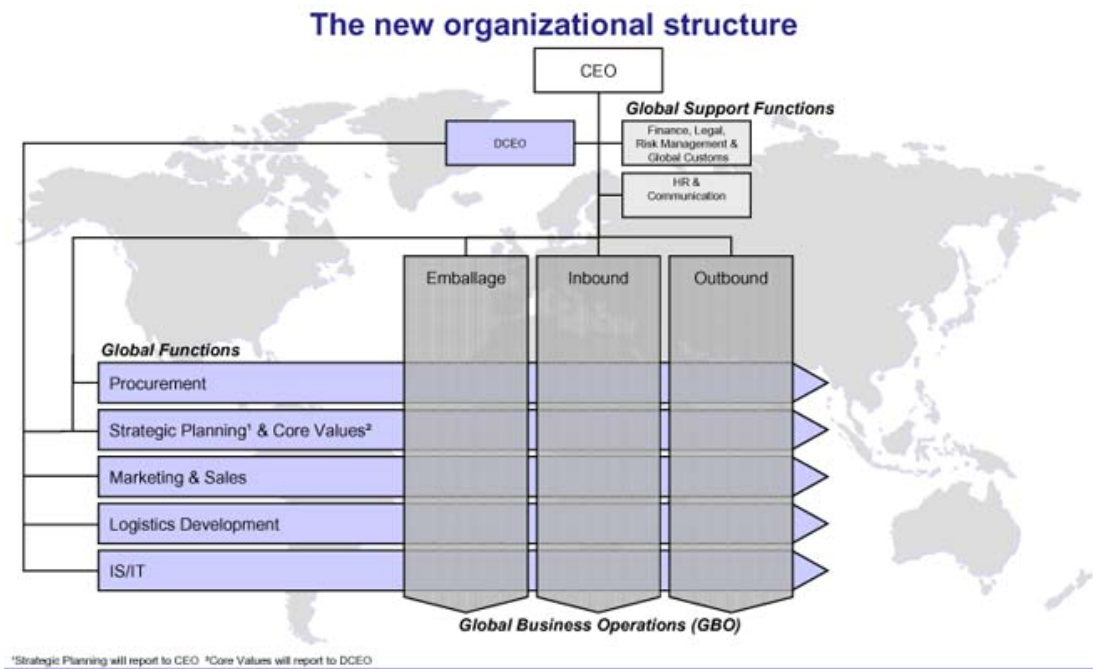 The new organizational structure
CEO
Global Support Functions
DCEO
Finance, Legal,
Risk Management &
Global Customs
HR &
Communication
Emballage
Inbound
Outbound
Global Functions
Procurement
Strategic Planning¹ & Core Values²
Marketing & Sales
Logistics Development
IS/IT
Global Business Operations (GBO)
¹Strategic Planning will report to CEO ²Core Values will report to DCEO